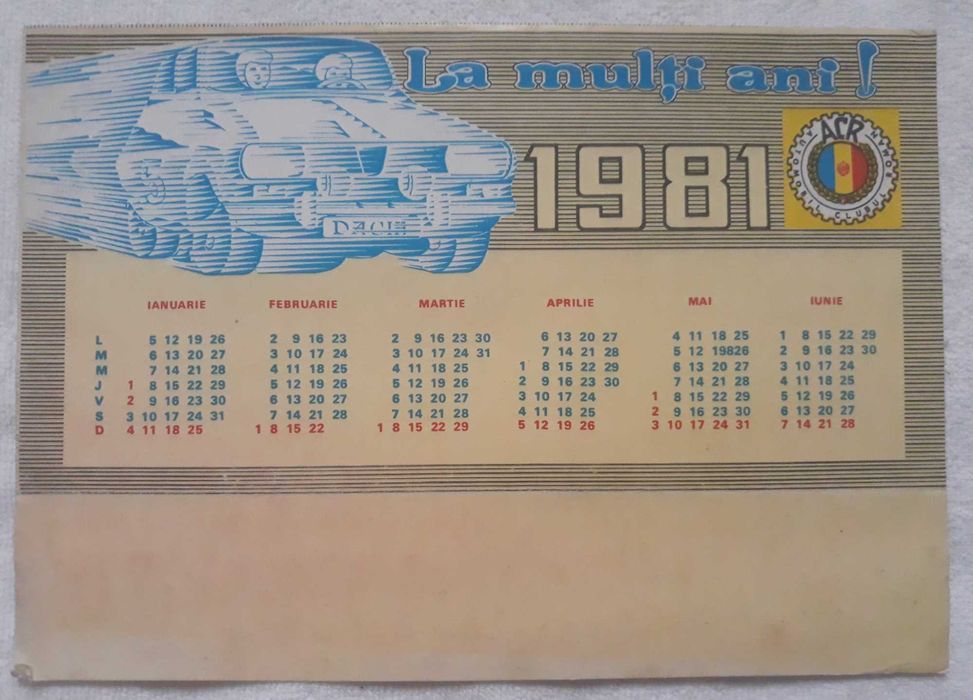 La mulți ani!
1981
ACR
AUTOMOBIL CLUBUL ROMÂN
DACIE
IANUARIE FEBRUARIE MARTIE APRILIE MAI IUNIE
L 5 12 19 26 2 9 16 23 2 9 16 23 30 6 13 20 27 4 11 18 25 1 8 15 22 29
M 6 13 20 27 3 10 17 24 3 10 17 24 31 7 14 21 28 5 12 19826 2 9 16 23 30
M 7 14 21 28 4 11 18 25 4 11 18 25 1 8 15 22 29 6 13 20 27 3 10 17 24
J 1 8 15 22 29 5 12 19 26 5 12 19 26 2 9 16 23 30 7 14 21 28 4 11 18 25
V 2 9 16 23 30 6 13 20 27 6 13 20 27 3 10 17 24 1 8 15 22 29 5 12 19 26
S 3 10 17 24 31 7 14 21 28 7 14 21 28 4 11 18 25 2 9 16 23 30 6 13 20 27
D 4 11 18 25 1 8 15 22 1 8 15 22 29 5 12 19 26 3 10 17 24 31 7 14 21 28